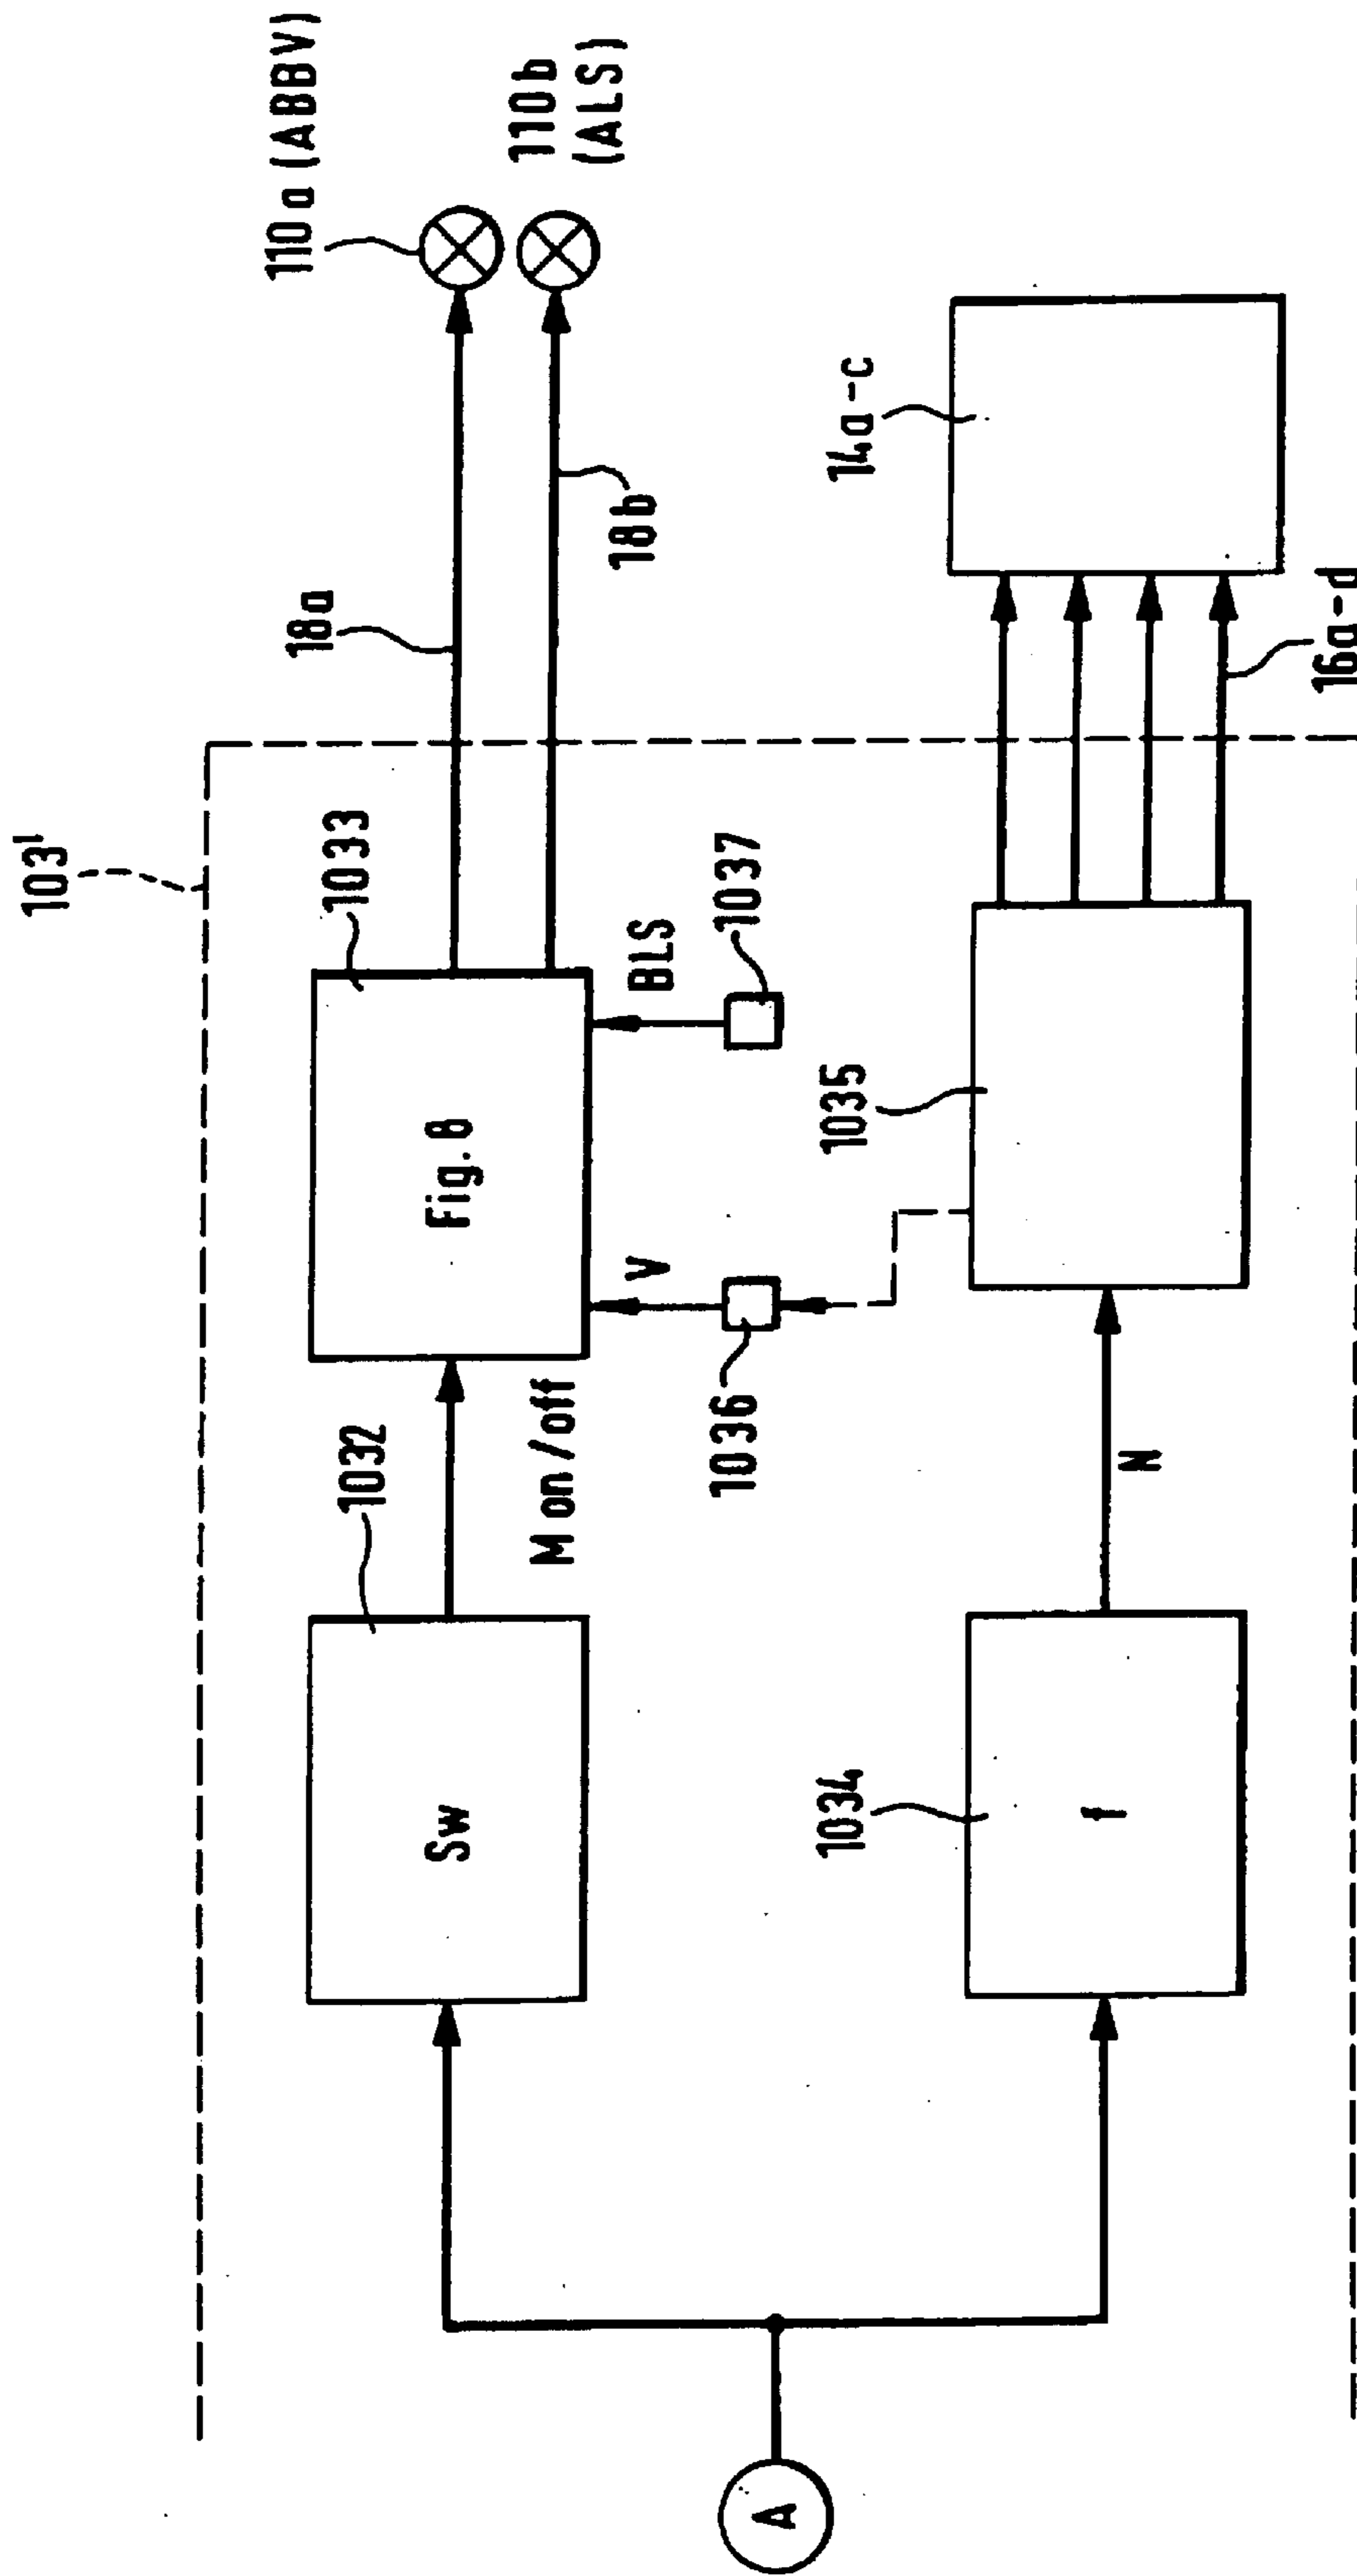 103'
1032
Sw
M on/off
1033
Fig. 8
18a
110a (ABBV)
110b
(ALS)
18b
V
BLS
1036
1037
A
1034
f
N
1035
14a-c
16a-d